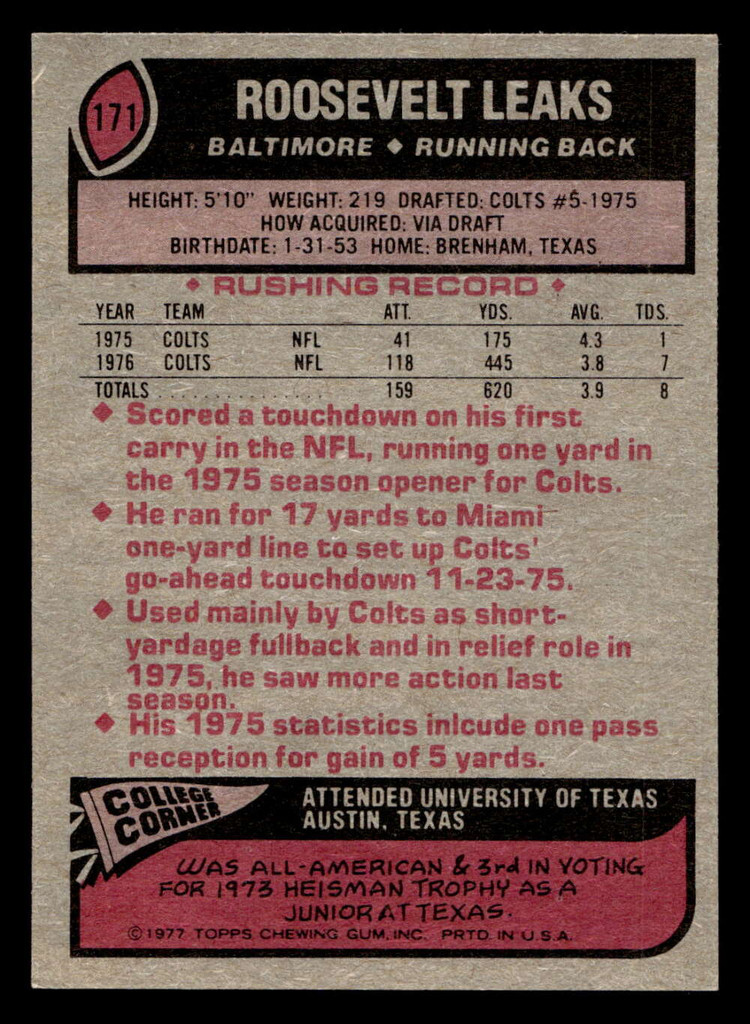 171
ROOSEVELT LEAKS
BALTIMORE ◆ RUNNING BACK
HEIGHT: 5'10" WEIGHT: 219 DRAFTED: COLTS #5-1975
HOW ACQUIRED: VIA DRAFT
BIRTHDATE: 1-31-53 HOME: BRENHAM, TEXAS
◆ RUSHING RECORD ◆
YEAR TEAM ATT. YDS. AVG. TDS.
1975 COLTS NFL 41 175 4.3 1
1976 COLTS NFL 118 445 3.8 7
TOTALS . . . . . . . . . . . . . . . . 159 620 3.9 8
◆ Scored a touchdown on his first
carry in the NFL, running one yard in
the 1975 season opener for Colts.
◆ He ran for 17 yards to Miami
one-yard line to set up Colts'
go-ahead touchdown 11-23-75.
◆ Used mainly by Colts as short-
yardage fullback and in relief role in
1975, he saw more action last
season.
◆ His 1975 statistics inlcude one pass
reception for gain of 5 yards.
COLLEGE
CORNER
ATTENDED UNIVERSITY OF TEXAS
AUSTIN, TEXAS
WAS ALL-AMERICAN & 3rd IN VOTING
FOR 1973 HEISMAN TROPHY AS A
JUNIOR AT TEXAS.
©1977 TOPPS CHEWING GUM, INC. PRTD. IN U.S.A.